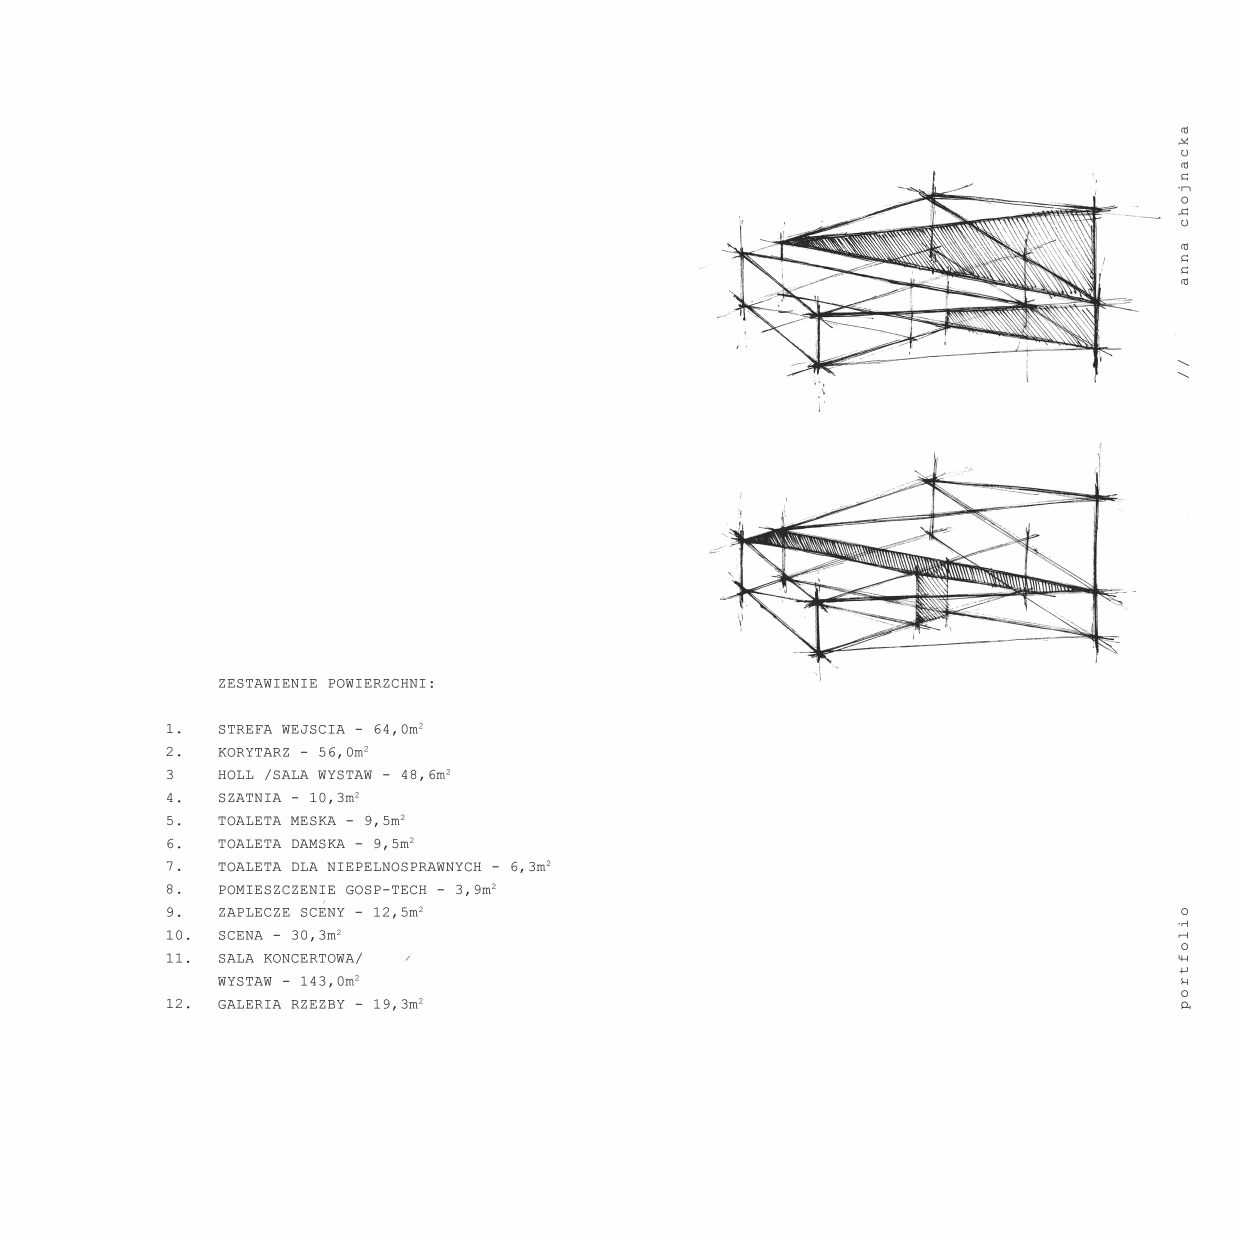 ZESTAWIENIE POWIERZCHNI:
1. STREFA WEJSCIA - 64,0m²
2. KORYTARZ - 56,0m²
3 HOLL /SALA WYSTAW - 48,6m²
4. SZATNIA - 10,3m²
5. TOALETA MESKA - 9,5m²
6. TOALETA DAMSKA - 9,5m²
7. TOALETA DLA NIEPELNOSPRAWNYCH - 6,3m²
8. POMIESZCZENIE GOSP-TECH - 3,9m²
9. ZAPLECZE SCENY - 12,5m²
10. SCENA - 30,3m²
11. SALA KONCERTOWA/
WYSTAW - 143,0m²
12. GALERIA RZEZBY - 19,3m²
portfolio // anna chojnacka